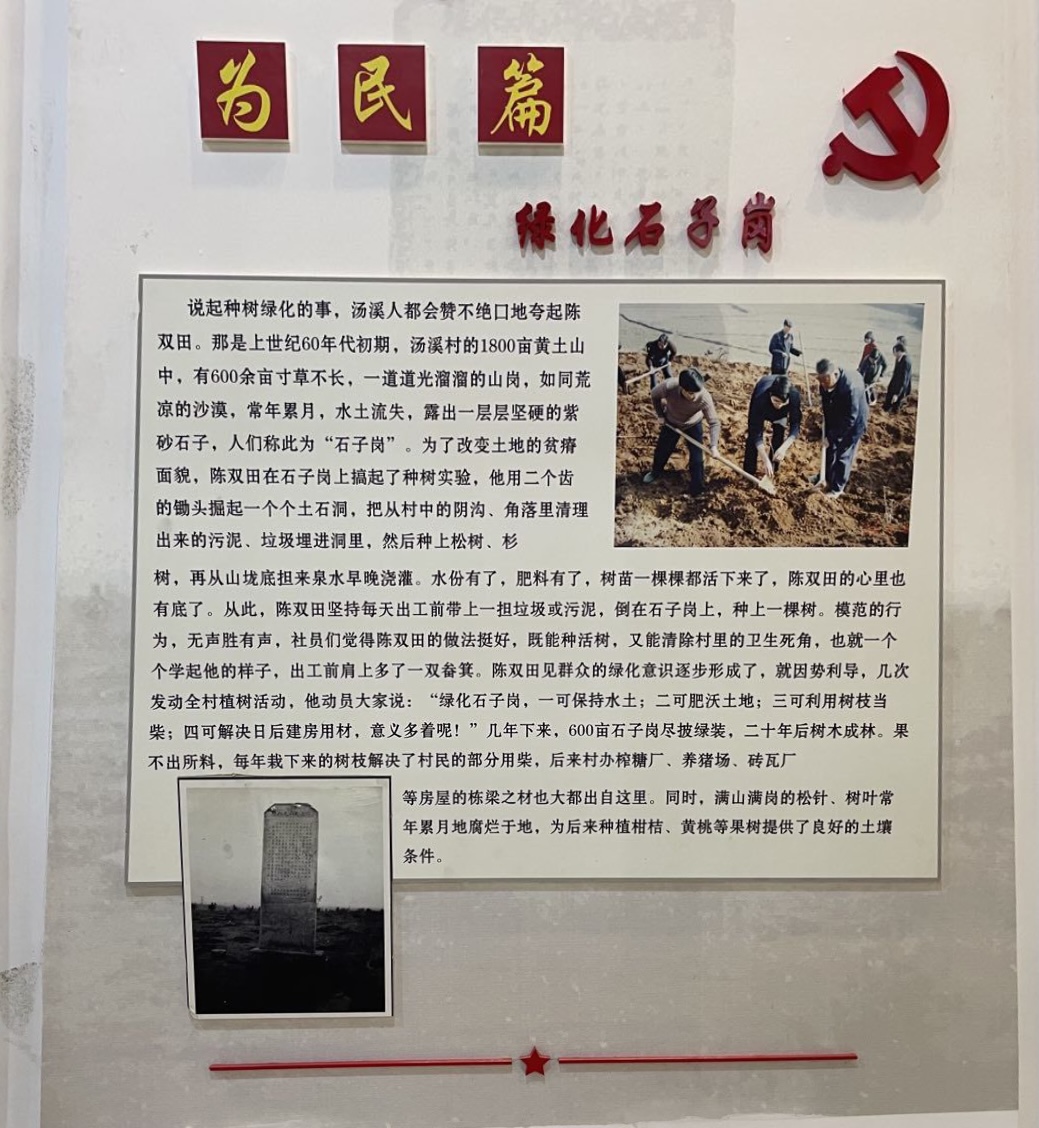 为民篇
绿化石子岗
说起种树绿化的事，汤溪人都会赞不绝口地夸起陈
双田。那是上世纪60年代初期，汤溪村的1800亩黄土山
中，有600余亩寸草不长，一道道光溜溜的山岗，如同荒
凉的沙漠，常年累月，水土流失，露出一层层坚硬的紫
砂石子，人们称此为“石子岗”。为了改变土地的贫瘠
面貌，陈双田在石子岗上搞起了种树实验，他用二个齿
的锄头掘起一个个土石洞，把从村中的阴沟、角落里清理
出来的污泥、垃圾埋进洞里，然后种上松树、杉
树，再从山垅底担来泉水早晚浇灌。水份有了，肥料有了，树苗一棵棵都活下来了，陈双田的心里也
有底了。从此，陈双田坚持每天出工前带上一担垃圾或污泥，倒在石子岗上，种上一棵树。模范的行
为，无声胜有声，社员们觉得陈双田的做法挺好，既能种活树，又能清除村里的卫生死角，也就一个
个学起他的样子，出工前肩上多了一双畚箕。陈双田见群众的绿化意识逐步形成了，就因势利导，几次
发动全村植树活动，他动员大家说：“绿化石子岗，一可保持水土；二可肥沃土地；三可利用树枝当
柴；四可解决日后建房用材，意义多着呢！”几年下来，600亩石子岗尽披绿装，二十年后树木成林。果
不出所料，每年栽下来的树枝解决了村民的部分用柴，后来村办榨糖厂、养猪场、砖瓦厂
等房屋的栋梁之材也大都出自这里。同时，满山满岗的松针、树叶常
年累月地腐烂于地，为后来种植柑桔、黄桃等果树提供了良好的土壤
条件。